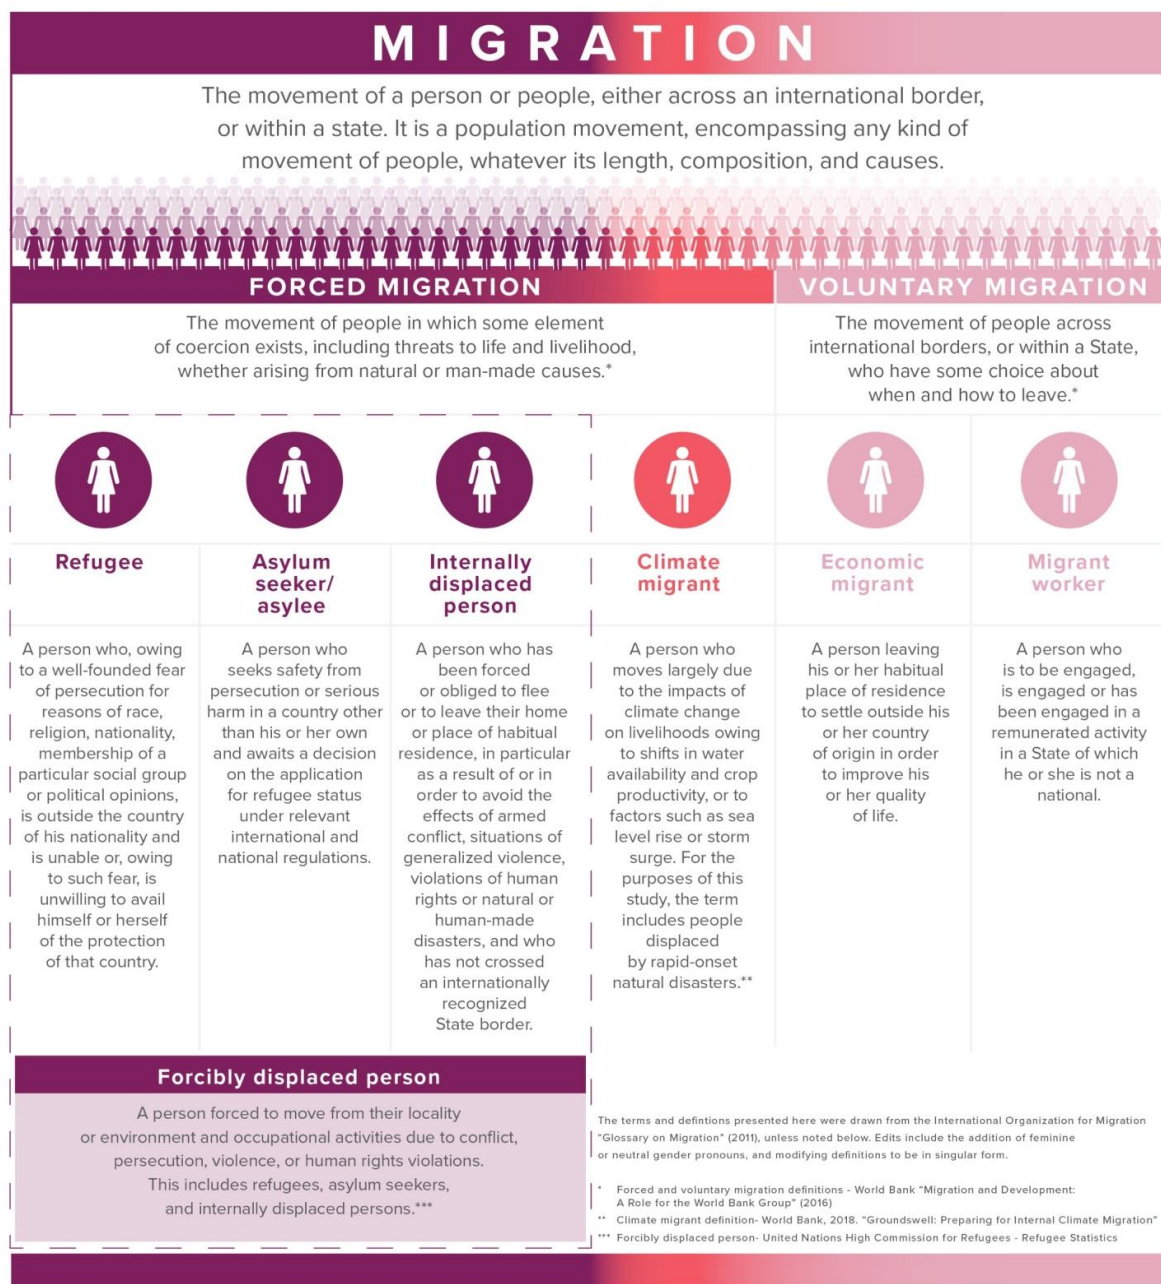 MIGRATION
The movement of a person or people, either across an international border,
or within a state. It is a population movement, encompassing any kind of
movement of people, whatever its length, composition, and causes.
FORCED MIGRATION
The movement of people in which some element
of coercion exists, including threats to life and livelihood,
whether arising from natural or man-made causes.*
VOLUNTARY MIGRATION
The movement of people across
international borders, or within a State,
who have some choice about
when and how to leave.*
Refugee
A person who, owing
to a well-founded fear
of persecution for
reasons of race,
religion, nationality,
membership of a
particular social group
or political opinions,
is outside the country
of his nationality and
is unable or, owing
to such fear, is
unwilling to avail
himself or herself
of the protection
of that country.
Asylum
seeker/
asylee
A person who
seeks safety from
persecution or serious
harm in a country other
than his or her own
and awaits a decision
on the application
for refugee status
under relevant
international and
national regulations.
Internally
displaced
person
A person who has
been forced
or obliged to flee
or to leave their home
or place of habitual
residence, in particular
as a result of or in
order to avoid the
effects of armed
conflict, situations of
generalized violence,
violations of human
rights or natural or
human-made
disasters, and who
has not crossed
an internationally
recognized
State border.
Climate
migrant
A person who
moves largely due
to the impacts of
climate change
on livelihoods owing
to shifts in water
availability and crop
productivity, or to
factors such as sea
level rise or storm
surge. For the
purposes of this
study, the term
includes people
displaced
by rapid-onset
natural disasters.**
Economic
migrant
A person leaving
his or her habitual
place of residence
to settle outside his
or her country
of origin in order
to improve his
or her quality
of life.
Migrant
worker
A person who
is to be engaged,
is engaged or has
been engaged in a
remunerated activity
in a State of which
he or she is not a
national.
Forcibly displaced person
A person forced to move from their locality
or environment and occupational activities due to conflict,
persecution, violence, or human rights violations.
This includes refugees, asylum seekers,
and internally displaced persons.***
The terms and defintions presented here were drawn from the International Organization for Migration
"Glossary on Migration" (2011), unless noted below. Edits include the addition of feminine
or neutral gender pronouns, and modifying definitions to be in singular form.
* Forced and voluntary migration definitions - World Bank "Migration and Development:
A Role for the World Bank Group" (2016)
** Climate migrant definition- World Bank, 2018. "Groundswell: Preparing for Internal Climate Migration"
*** Forcibly displaced person- United Nations High Commission for Refugees - Refugee Statistics